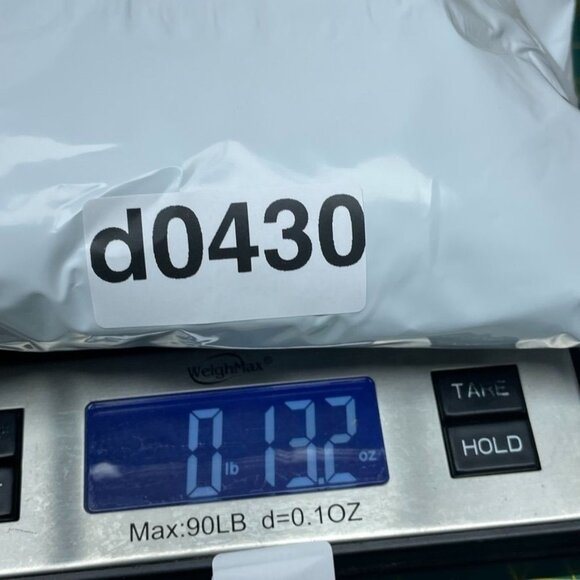 d0430
WeighMax®
0 lb 13.2 oz
TARE
HOLD
Max:90LB d=0.1OZ